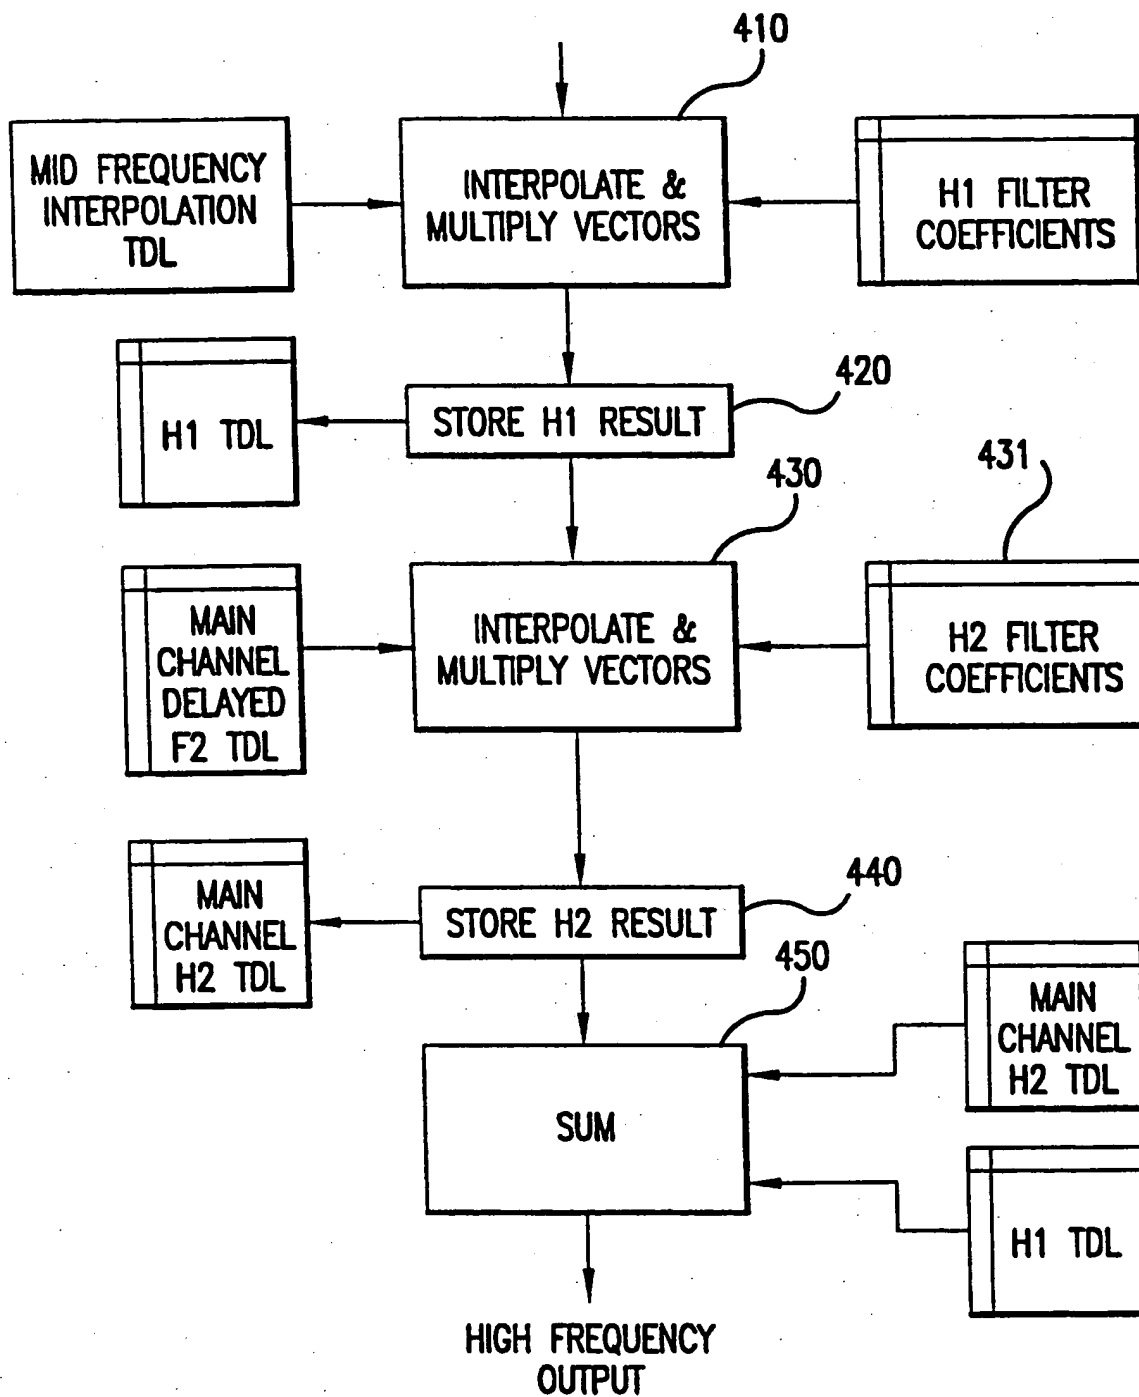 410
MID FREQUENCY
INTERPOLATION
TDL
INTERPOLATE &
MULTIPLY VECTORS
H1 FILTER
COEFFICIENTS
420
H1 TDL
STORE H1 RESULT
430
431
MAIN
CHANNEL
DELAYED
F2 TDL
INTERPOLATE &
MULTIPLY VECTORS
H2 FILTER
COEFFICIENTS
440
MAIN
CHANNEL
H2 TDL
STORE H2 RESULT
450
MAIN
CHANNEL
H2 TDL
SUM
H1 TDL
HIGH FREQUENCY
OUTPUT